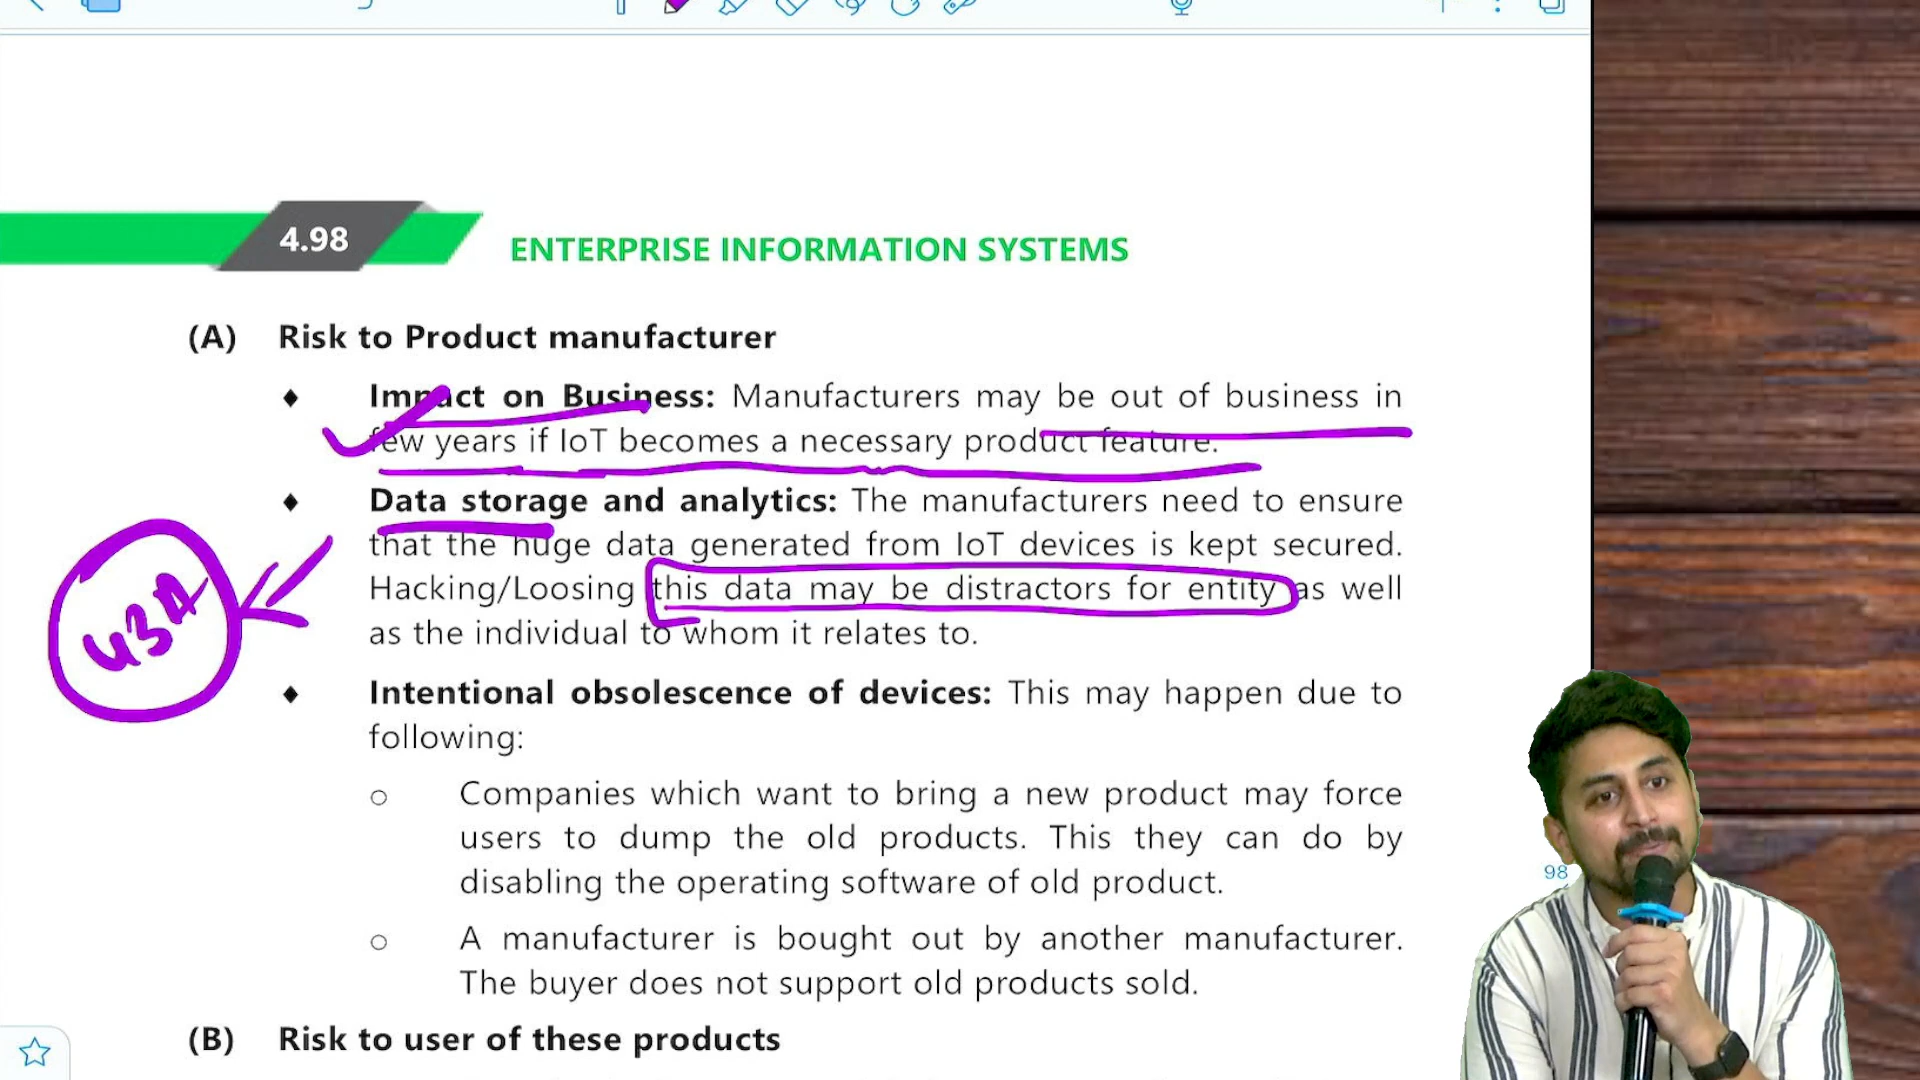 4.98
ENTERPRISE INFORMATION SYSTEMS
(A) Risk to Product manufacturer
♦ Impact on Business: Manufacturers may be out of business in
few years if IoT becomes a necessary product feature.
♦ Data storage and analytics: The manufacturers need to ensure
that the huge data generated from IoT devices is kept secured.
Hacking/Loosing this data may be distractors for entity as well
as the individual to whom it relates to.
43A
♦ Intentional obsolescence of devices: This may happen due to
following:
○ Companies which want to bring a new product may force
users to dump the old products. This they can do by
disabling the operating software of old product.
98
○ A manufacturer is bought out by another manufacturer.
The buyer does not support old products sold.
(B) Risk to user of these products